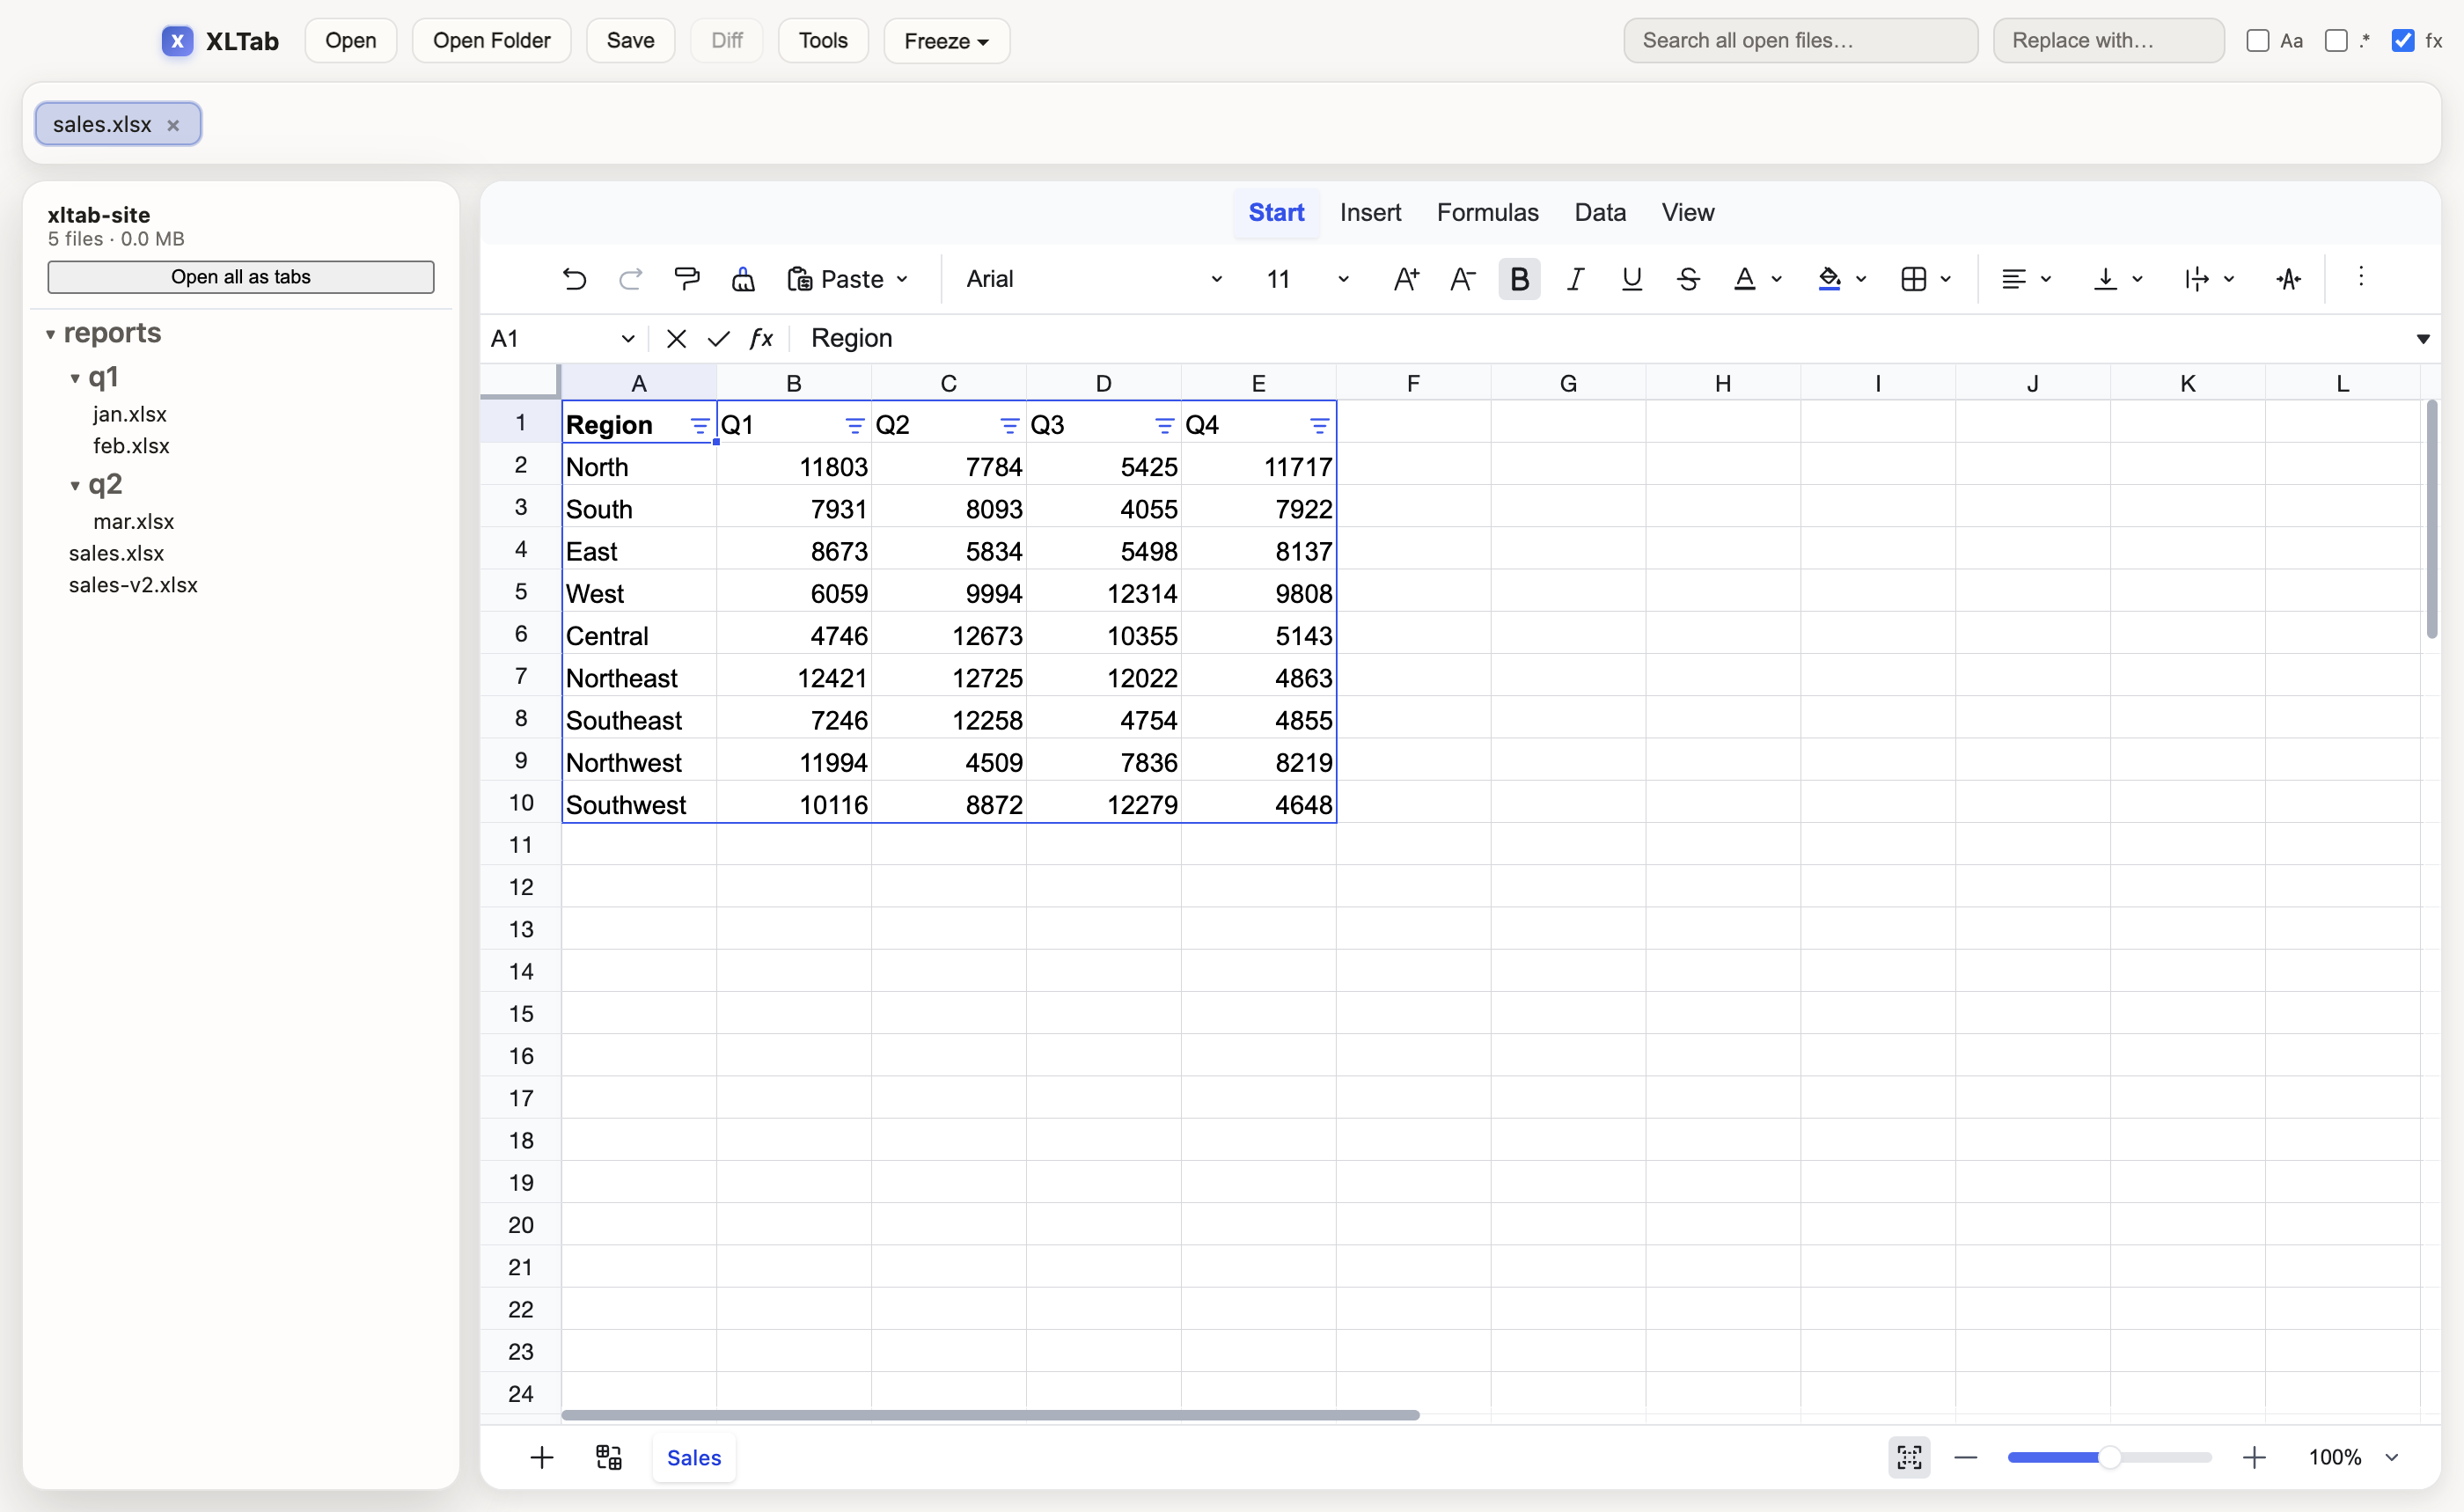 X XLTab Open Open Folder Save Diff Tools Freeze Search all open files… Replace with… Aa .* fx
sales.xlsx ×
xltab-site
5 files · 0.0 MB
Open all as tabs
reports
q1
jan.xlsx
feb.xlsx
q2
mar.xlsx
sales.xlsx
sales-v2.xlsx
Start Insert Formulas Data View
Paste Arial 11 A+ A- B I U S A A
A1 fx Region
A B C D E F G H I J K L
1 Region Q1 Q2 Q3 Q4
2 North 11803 7784 5425 11717
3 South 7931 8093 4055 7922
4 East 8673 5834 5498 8137
5 West 6059 9994 12314 9808
6 Central 4746 12673 10355 5143
7 Northeast 12421 12725 12022 4863
8 Southeast 7246 12258 4754 4855
9 Northwest 11994 4509 7836 8219
10 Southwest 10116 8872 12279 4648
11
12
13
14
15
16
17
18
19
20
21
22
23
24
Sales 100%